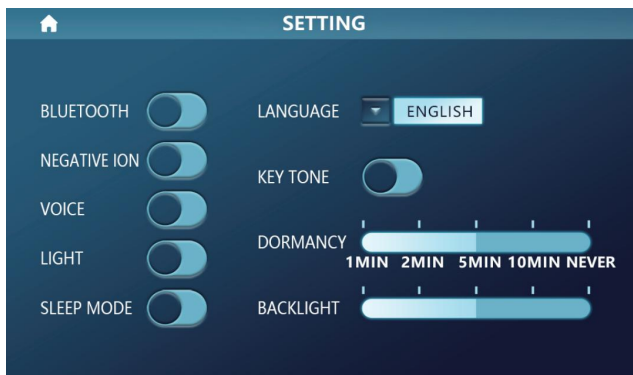 SETTING
BLUETOOTH
NEGATIVE ION
VOICE
LIGHT
SLEEP MODE
LANGUAGE ENGLISH
KEY TONE
DORMANCY
1MIN 2MIN 5MIN 10MIN NEVER
BACKLIGHT